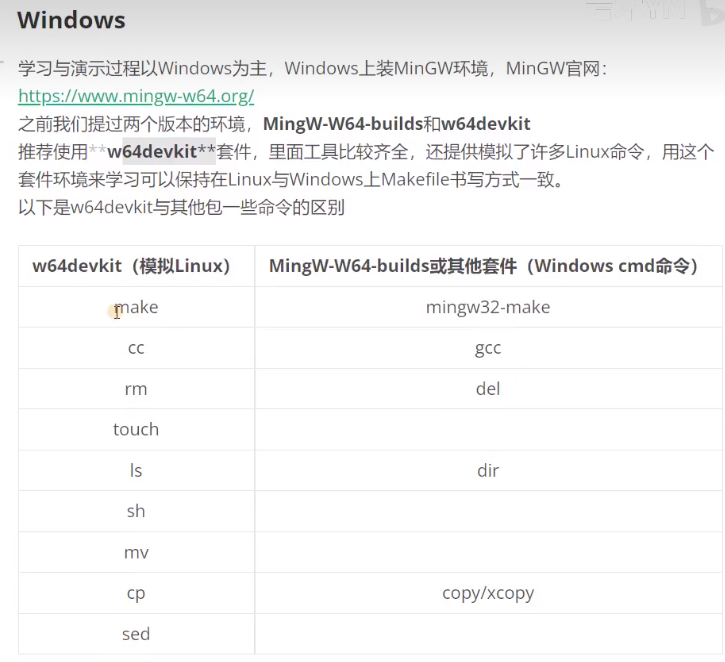 Windows
学习与演示过程以Windows为主，Windows上装MinGW环境，MinGW官网：
https://www.mingw-w64.org/
之前我们提过两个版本的环境，MingW-W64-builds和w64devkit
推荐使用**w64devkit**套件，里面工具比较齐全，还提供模拟了许多Linux命令，用这个
套件环境来学习可以保持在Linux与Windows上Makefile书写方式一致。
以下是w64devkit与其他包一些命令的区别
w64devkit（模拟Linux） MingW-W64-builds或其他套件（Windows cmd命令）
make mingw32-make
cc gcc
rm del
touch
ls dir
sh
mv
cp copy/xcopy
sed